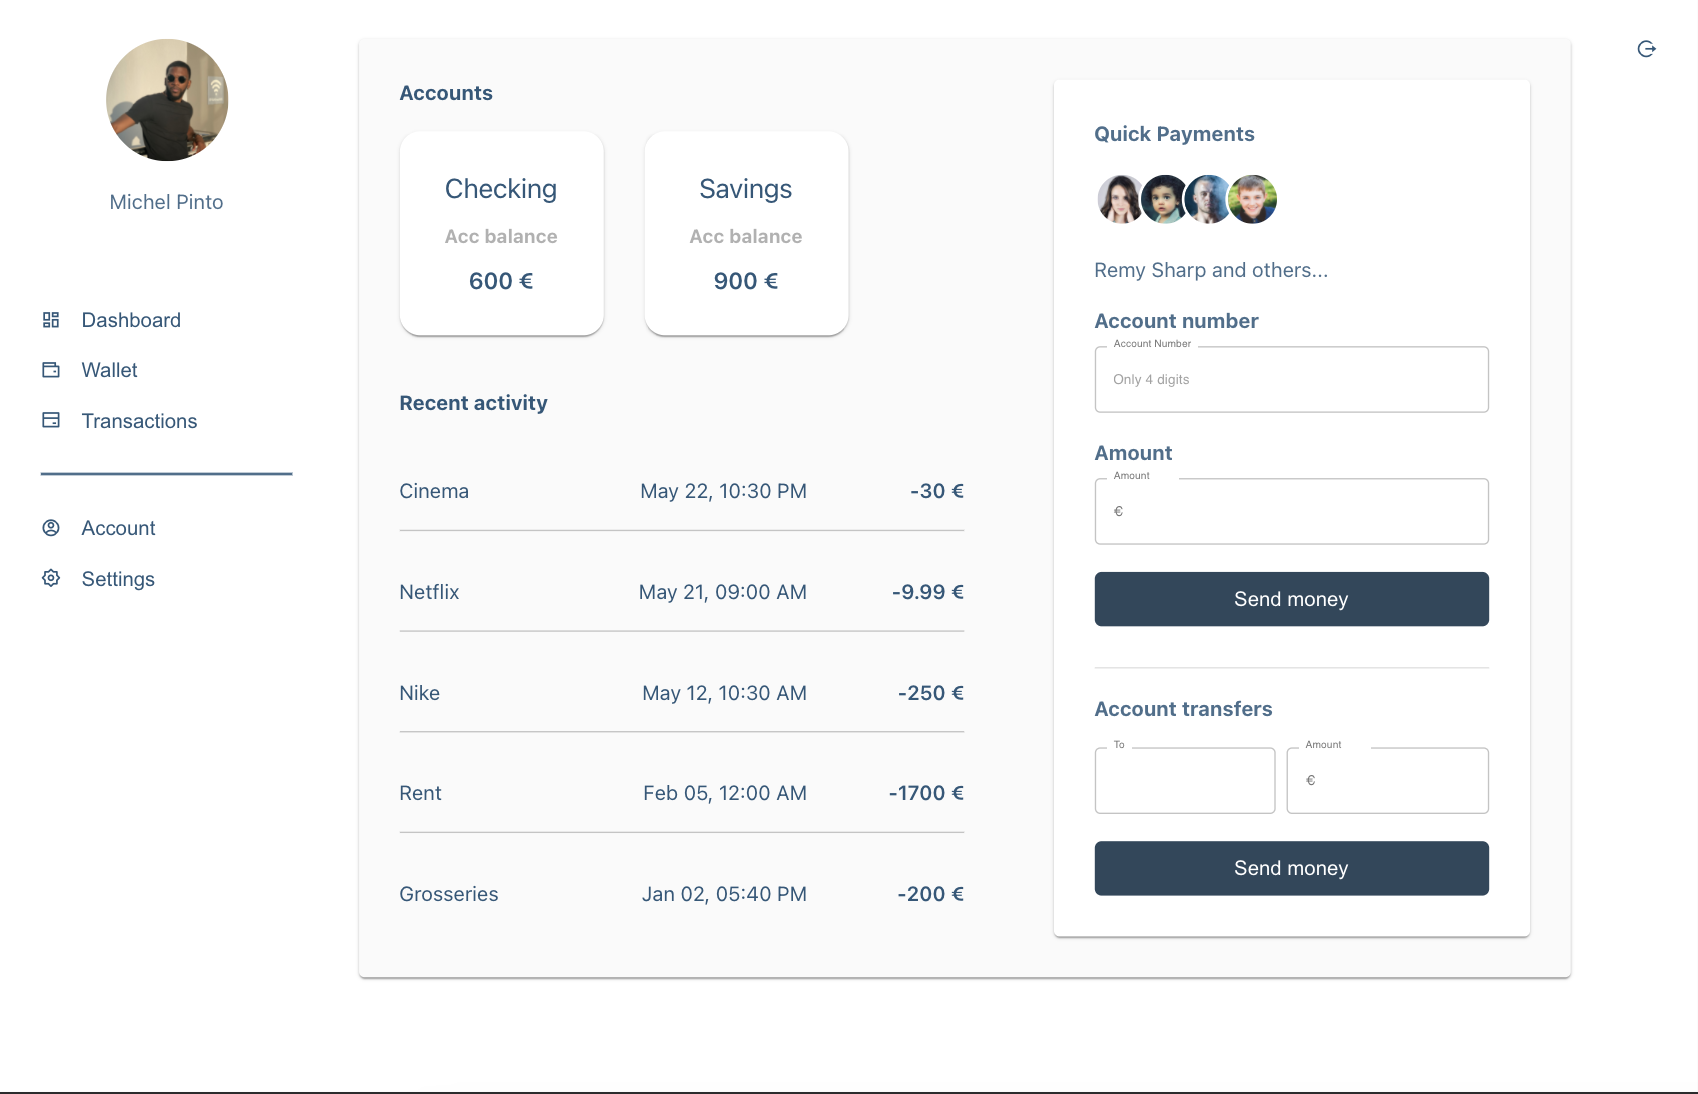 Michel Pinto
Dashboard
Wallet
Transactions
Account
Settings
Accounts
Checking
Acc balance
600 €
Savings
Acc balance
900 €
Recent activity
Cinema May 22, 10:30 PM -30 €
Netflix May 21, 09:00 AM -9.99 €
Nike May 12, 10:30 AM -250 €
Rent Feb 05, 12:00 AM -1700 €
Grosseries Jan 02, 05:40 PM -200 €
Quick Payments
Remy Sharp and others...
Account number
Account Number
Only 4 digits
Amount
Amount
€
Send money
Account transfers
To
Amount
€
Send money